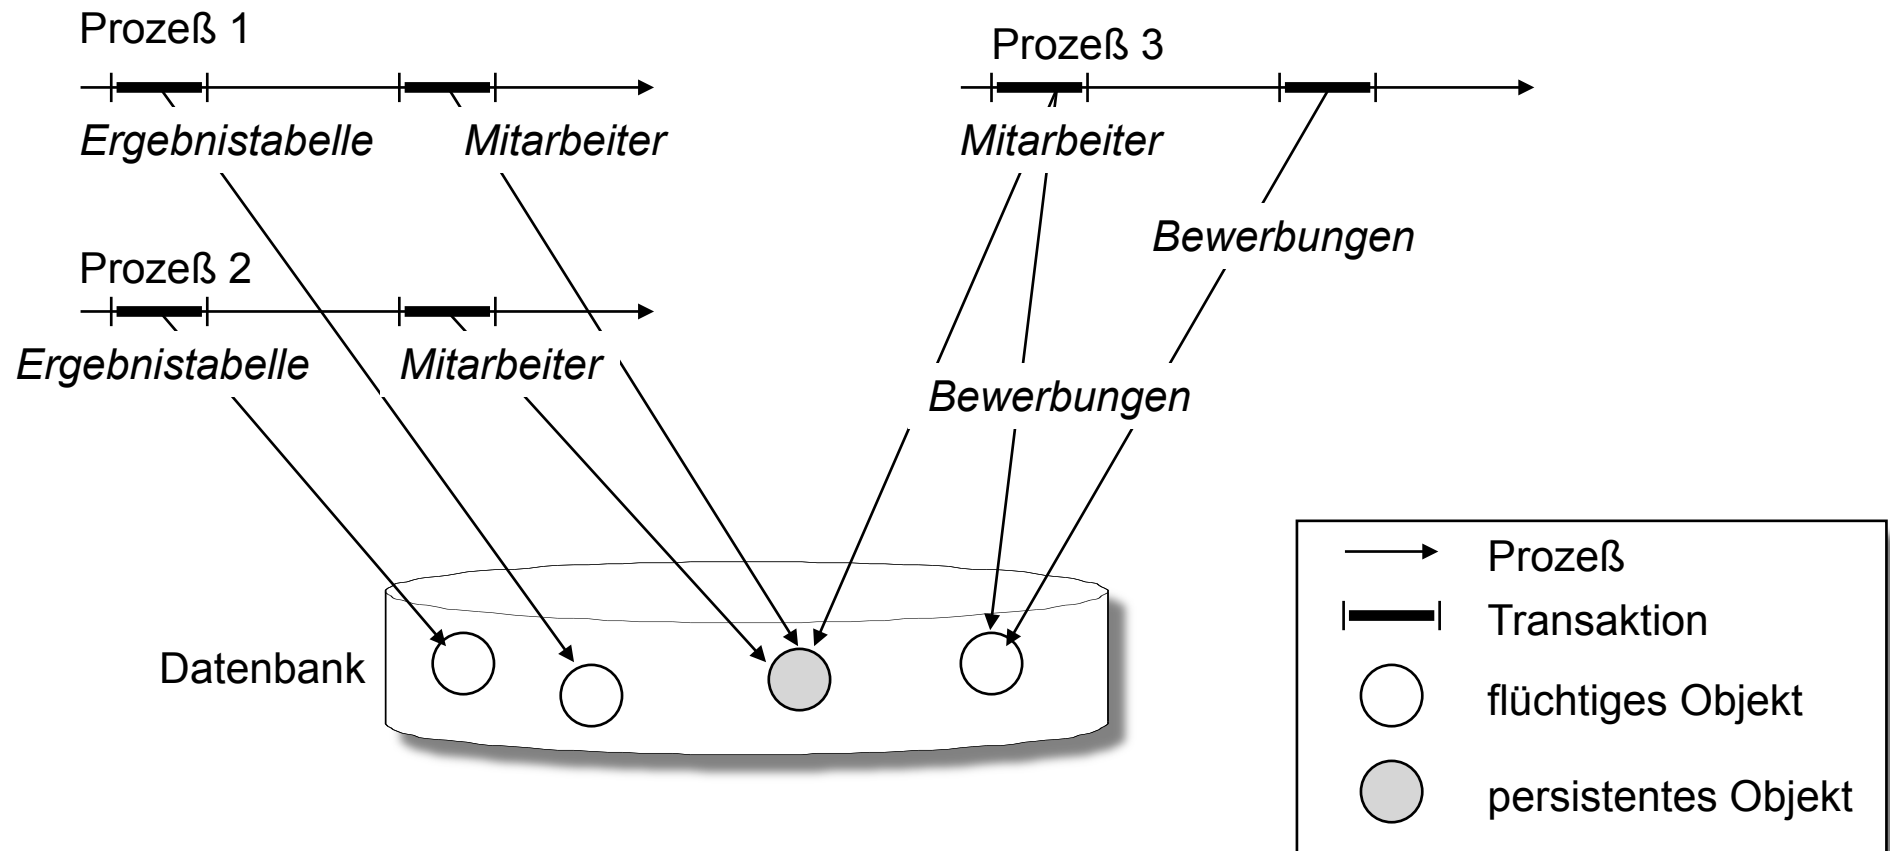 Prozeß 1
Prozeß 3
Ergebnistabelle
Mitarbeiter
Mitarbeiter
Bewerbungen
Prozeß 2
Ergebnistabelle
Mitarbeiter
Bewerbungen
Datenbank
Prozeß
Transaktion
flüchtiges Objekt
persistentes Objekt